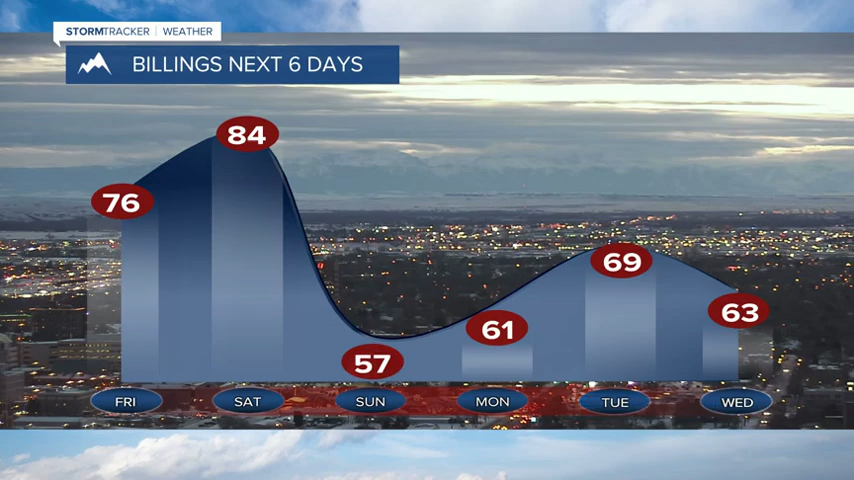 STORMTRACKER | WEATHER
BILLINGS NEXT 6 DAYS
84
76
69
63
61
57
FRI SAT SUN MON TUE WED